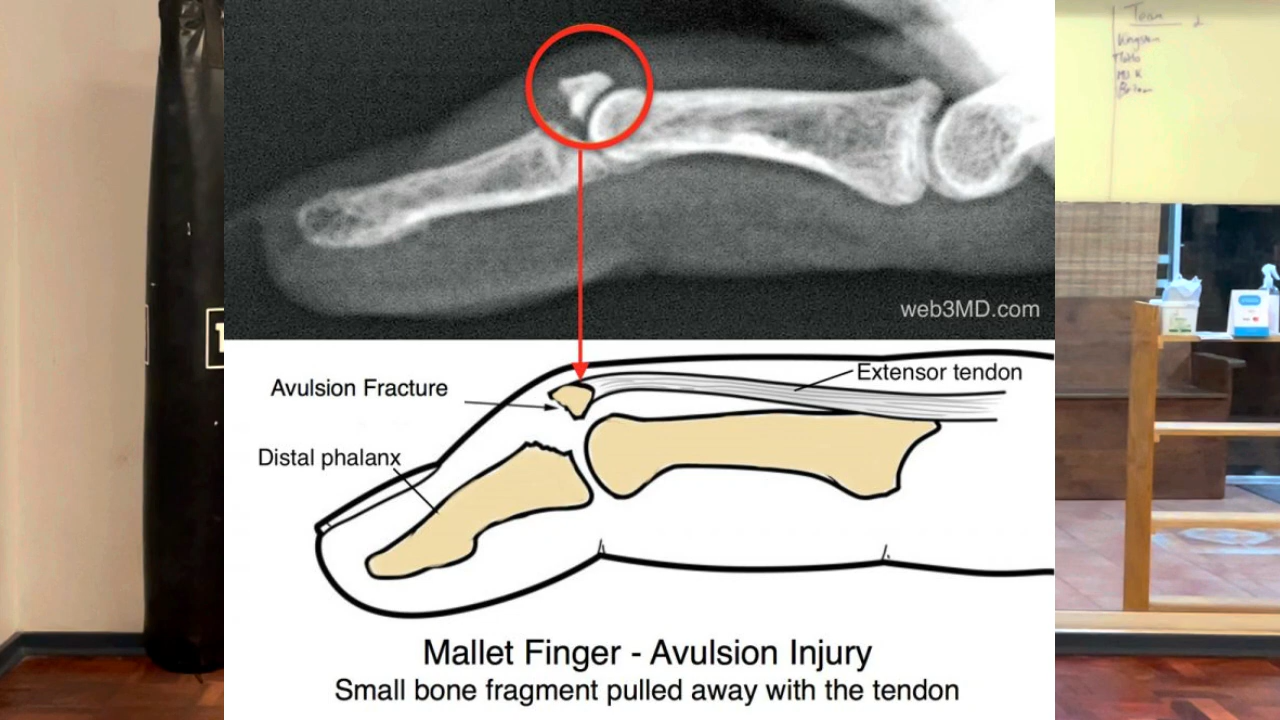 Team
web3MD.com
Avulsion Fracture
Extensor tendon
Distal phalanx
Mallet Finger - Avulsion Injury
Small bone fragment pulled away with the tendon